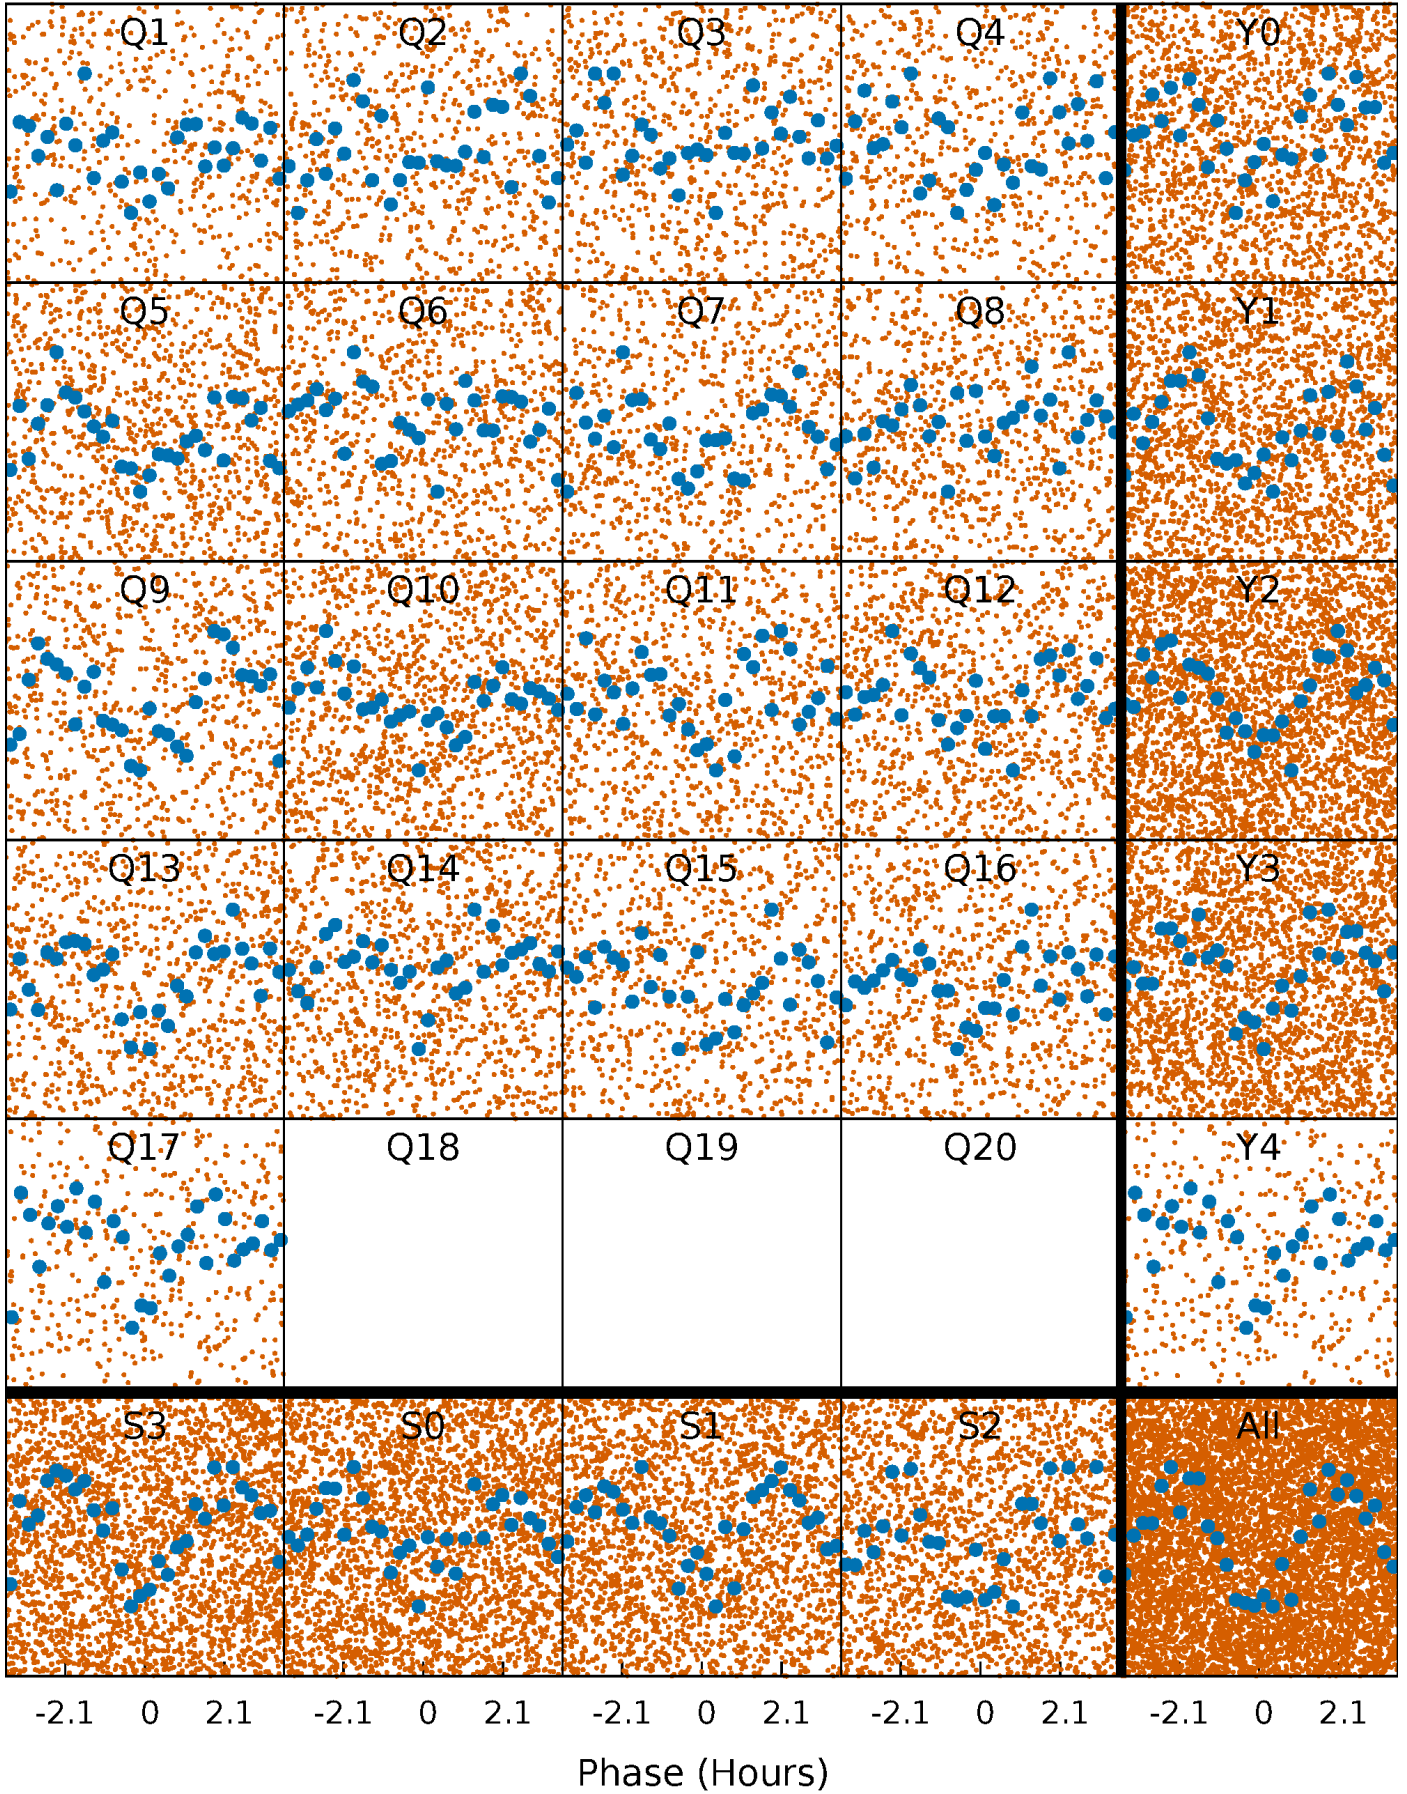 Q1 Q2 Q3 Q4 Y0
Q5 Q6 Q7 Q8 Y1
Q9 Q10 Q11 Q12 Y2
Q13 Q14 Q15 Q16 Y3
Q17 Q18 Q19 Q20 Y4
S3 S0 S1 S2 All
-2.1 0 2.1 -2.1 0 2.1 -2.1 0 2.1 -2.1 0 2.1 -2.1 0 2.1
Phase (Hours)